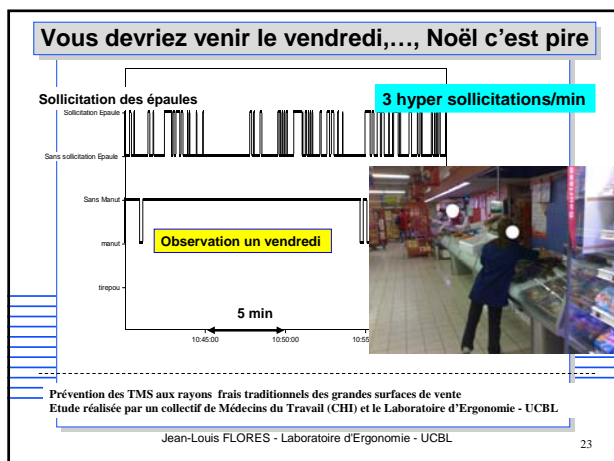 Vous devriez venir le vendredi,…, Noël c'est pire
Sollicitation des épaules
3 hyper sollicitations/min
Sollicitation Epaule
Sans sollicitation Epaule
Sans Manut
manut
Observation un vendredi
tirepou
5 min
10:45:00 10:50:00
Prévention des TMS aux rayons frais traditionnels des grandes surfaces de vente
Etude réalisée par un collectif de Médecins du Travail (CHI) et le Laboratoire d'Ergonomie - UCBL
Jean-Louis FLORES - Laboratoire d'Ergonomie - UCBL
23